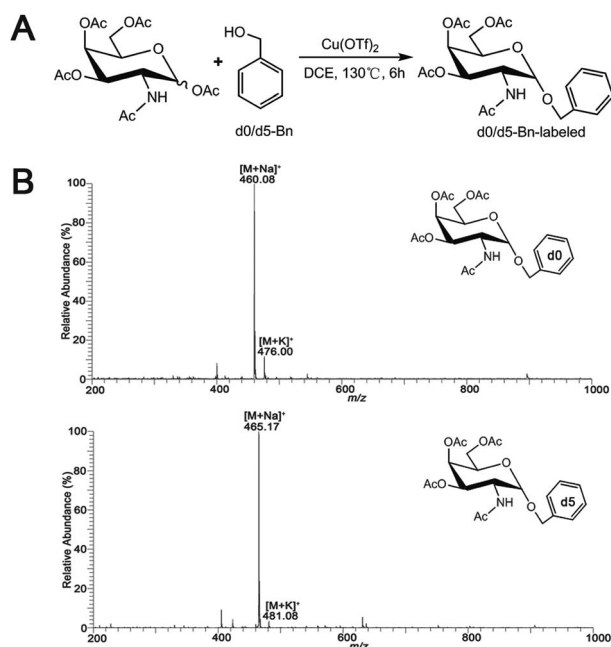 A
OAc
OAc
O
AcO
NH
OAc
Ac
+
HO
d0/d5-Bn
Cu(OTf)₂
DCE, 130℃, 6h
OAc
OAc
O
AcO
NH
Ac
O
d0/d5-Bn-labeled
B
[M+Na]⁺
460.08
[M+K]⁺
476.00
Relative Abundance (%)
100
80
60
40
20
0
200
400
600
800
1000
m/z
OAc
OAc
O
AcO
NH
Ac
O
d0
[M+Na]⁺
465.17
[M+K]⁺
481.08
Relative Abundance (%)
100
80
60
40
20
0
200
400
600
800
1000
m/z
OAc
OAc
O
AcO
NH
Ac
O
d5